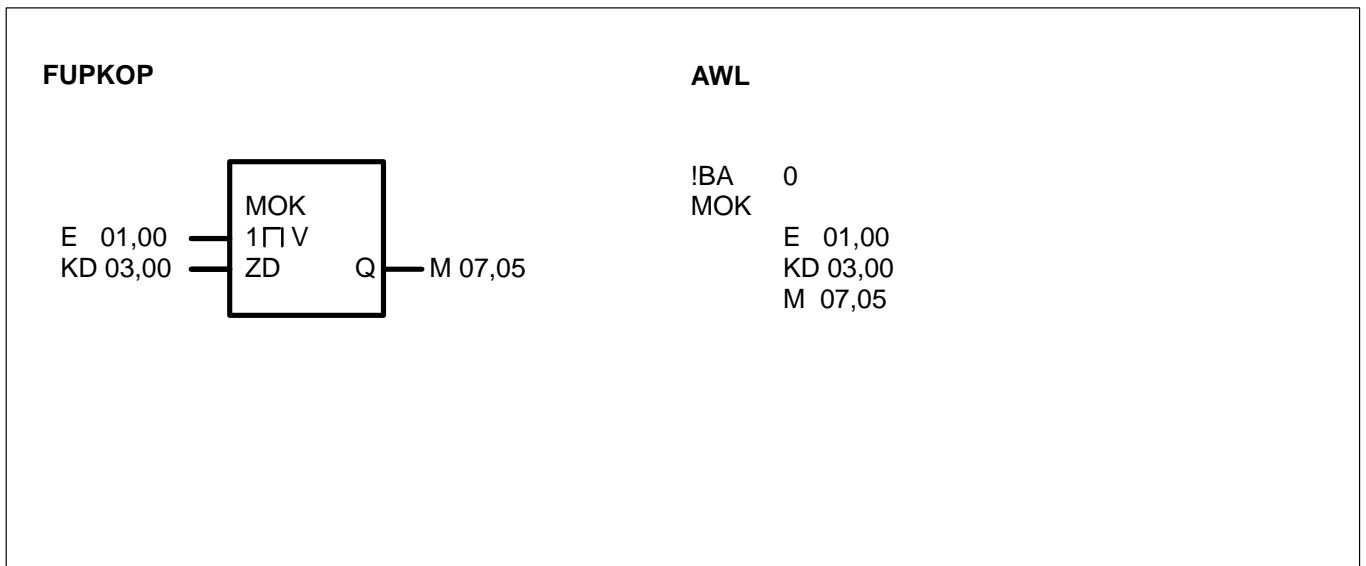 FUPKOP
MOK
E 01,00 1⊓ V
KD 03,00 ZD Q M 07,05
AWL
!BA 0
MOK
E 01,00
KD 03,00
M 07,05